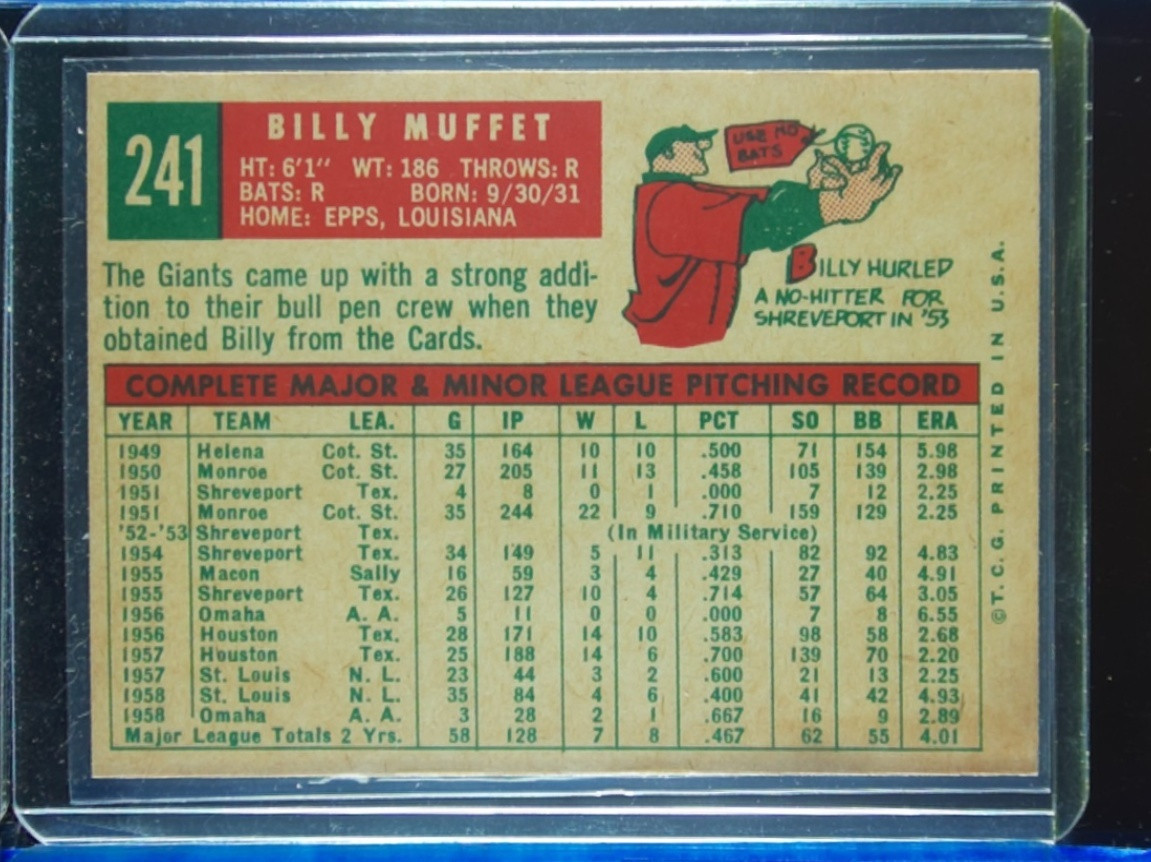 241
BILLY MUFFET
HT: 6'1" WT: 186 THROWS: R
BATS: R BORN: 9/30/31
HOME: EPPS, LOUISIANA
USE NO
BATS
BILLY HURLED
A NO-HITTER FOR
SHREVEPORT IN '53
The Giants came up with a strong addi-
tion to their bull pen crew when they
obtained Billy from the Cards.
COMPLETE MAJOR & MINOR LEAGUE PITCHING RECORD
YEAR TEAM LEA. G IP W L PCT SO BB ERA
1949 Helena Cot. St. 35 164 10 10 .500 71 154 5.98
1950 Monroe Cot. St. 27 205 11 13 .458 105 139 2.98
1951 Shreveport Tex. 4 8 0 1 .000 7 12 2.25
1951 Monroe Cot. St. 35 244 22 9 .710 159 129 2.25
'52-'53 Shreveport Tex. (In Military Service)
1954 Shreveport Tex. 34 149 5 11 .313 82 92 4.83
1955 Macon Sally 16 59 3 4 .429 27 40 4.91
1955 Shreveport Tex. 26 127 10 4 .714 57 64 3.05
1956 Omaha A. A. 5 11 0 0 .000 7 8 6.55
1956 Houston Tex. 28 171 14 10 .583 98 58 2.68
1957 Houston Tex. 25 188 14 6 .700 139 70 2.20
1957 St. Louis N. L. 23 44 3 2 .600 21 13 2.25
1958 St. Louis N. L. 35 84 4 6 .400 41 42 4.93
1958 Omaha A. A. 3 28 2 1 .667 16 9 2.89
Major League Totals 2 Yrs. 58 128 7 8 .467 62 55 4.01
©T.C.G. PRINTED IN U.S.A.